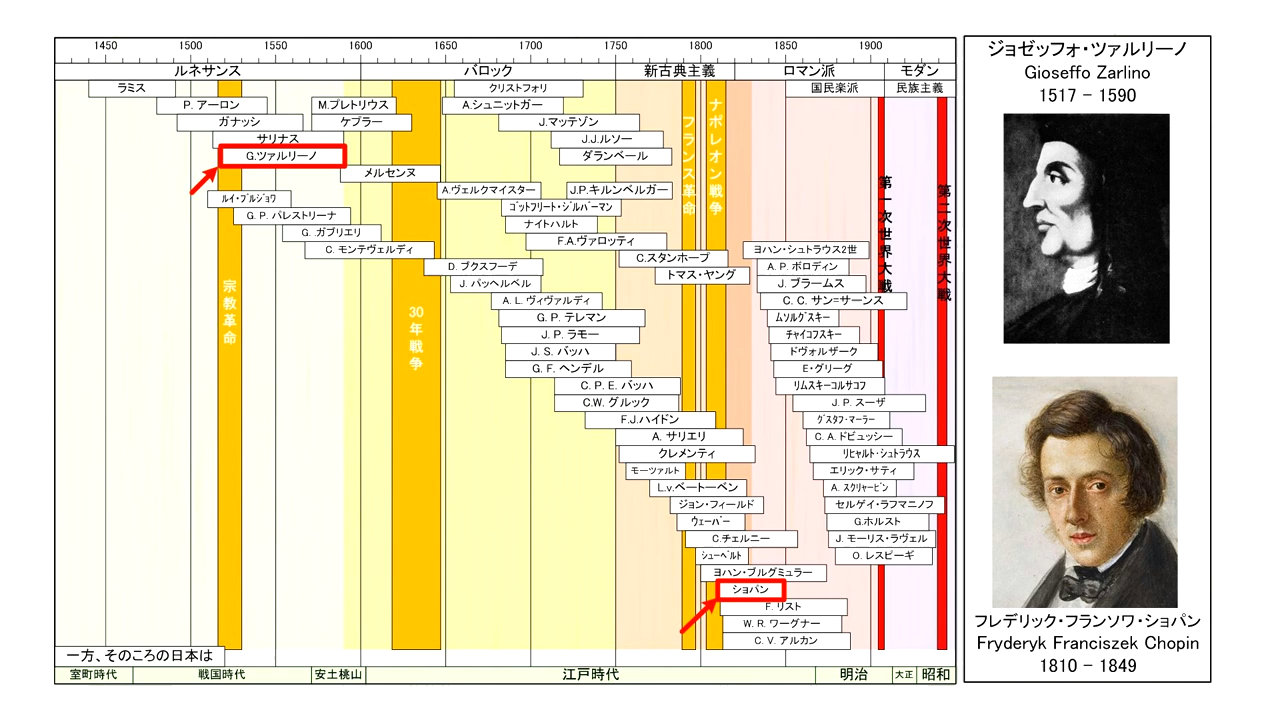 1450 1500 1550 1600 1650 1700 1750 1800 1850 1900
ルネサンス バロック 新古典主義 ロマン派 モダン
ラミス クリストフォリ 国民楽派 民族主義
P. アーロン M.プレトリウス A.シュニットガー
ガナッシ ケプラー J.マッテゾン
サリナス J.J.ルソー
G.ツァルリーノ ダランベール
メルセンヌ
A.ヴェルクマイスター J.P.キルンベルガー
ルイ・ブルジョワ ゴットフリート・ジルバーマン
G. P. パレストリーナ ナイトハルト
G. ガブリエリ F.A.ヴァロッティ
C. モンテヴェルディ C.スタンホープ ヨハン・シュトラウス2世
D. ブクスフーデ トマス・ヤング A. P. ボロディン
J. パッヘルベル J. ブラームス
A. L. ヴィヴァルディ C. C. サン=サーンス
G. P. テレマン ムソルグスキー
J. P. ラモー チャイコフスキー
J. S. バッハ ドヴォルザーク
G. F. ヘンデル E・グリーグ
C. P. E. バッハ リムスキーコルサコフ
C.W. グルック J. P. スーザ
F.J.ハイドン グスタフ・マーラー
A. サリエリ C. A. ドビュッシー
クレメンティ リヒャルト・シュトラウス
モーツァルト エリック・サティ
L.v.ベートーベン A. スクリャービン
ジョン・フィールド セルゲイ・ラフマニノフ
ウェーバー G.ホルスト
C.チェルニー J. モーリス・ラヴェル
シューベルト O. レスピーギ
ヨハン・ブルグミュラー
ショパン
F. リスト
W. R. ワーグナー
C. V. アルカン
宗教革命
30年戦争
フランス革命
ナポレオン戦争
第一次世界大戦
第二次世界大戦
一方、そのころの日本は
室町時代 戦国時代 安土桃山 江戸時代 明治 大正 昭和
ジョゼッフォ・ツァルリーノ
Gioseffo Zarlino
1517 – 1590
フレデリック・フランソワ・ショパン
Fryderyk Franciszek Chopin
1810 – 1849